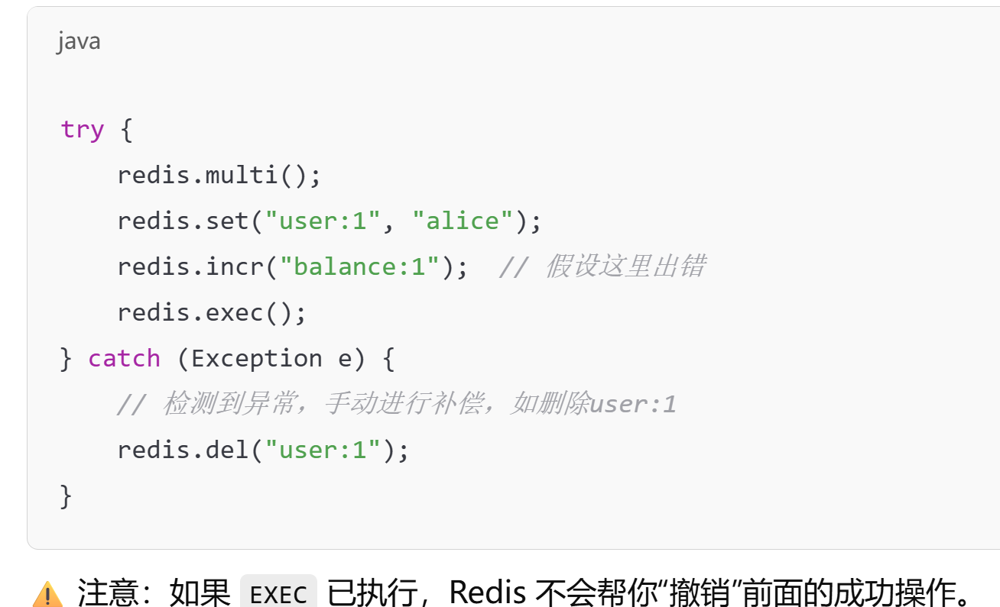 java
try {
    redis.multi();
    redis.set("user:1", "alice");
    redis.incr("balance:1");  // 假设这里出错
    redis.exec();
} catch (Exception e) {
    // 检测到异常，手动进行补偿，如删除user:1
    redis.del("user:1");
}
⚠️ 注意：如果 EXEC 已执行，Redis 不会帮你“撤销”前面的成功操作。